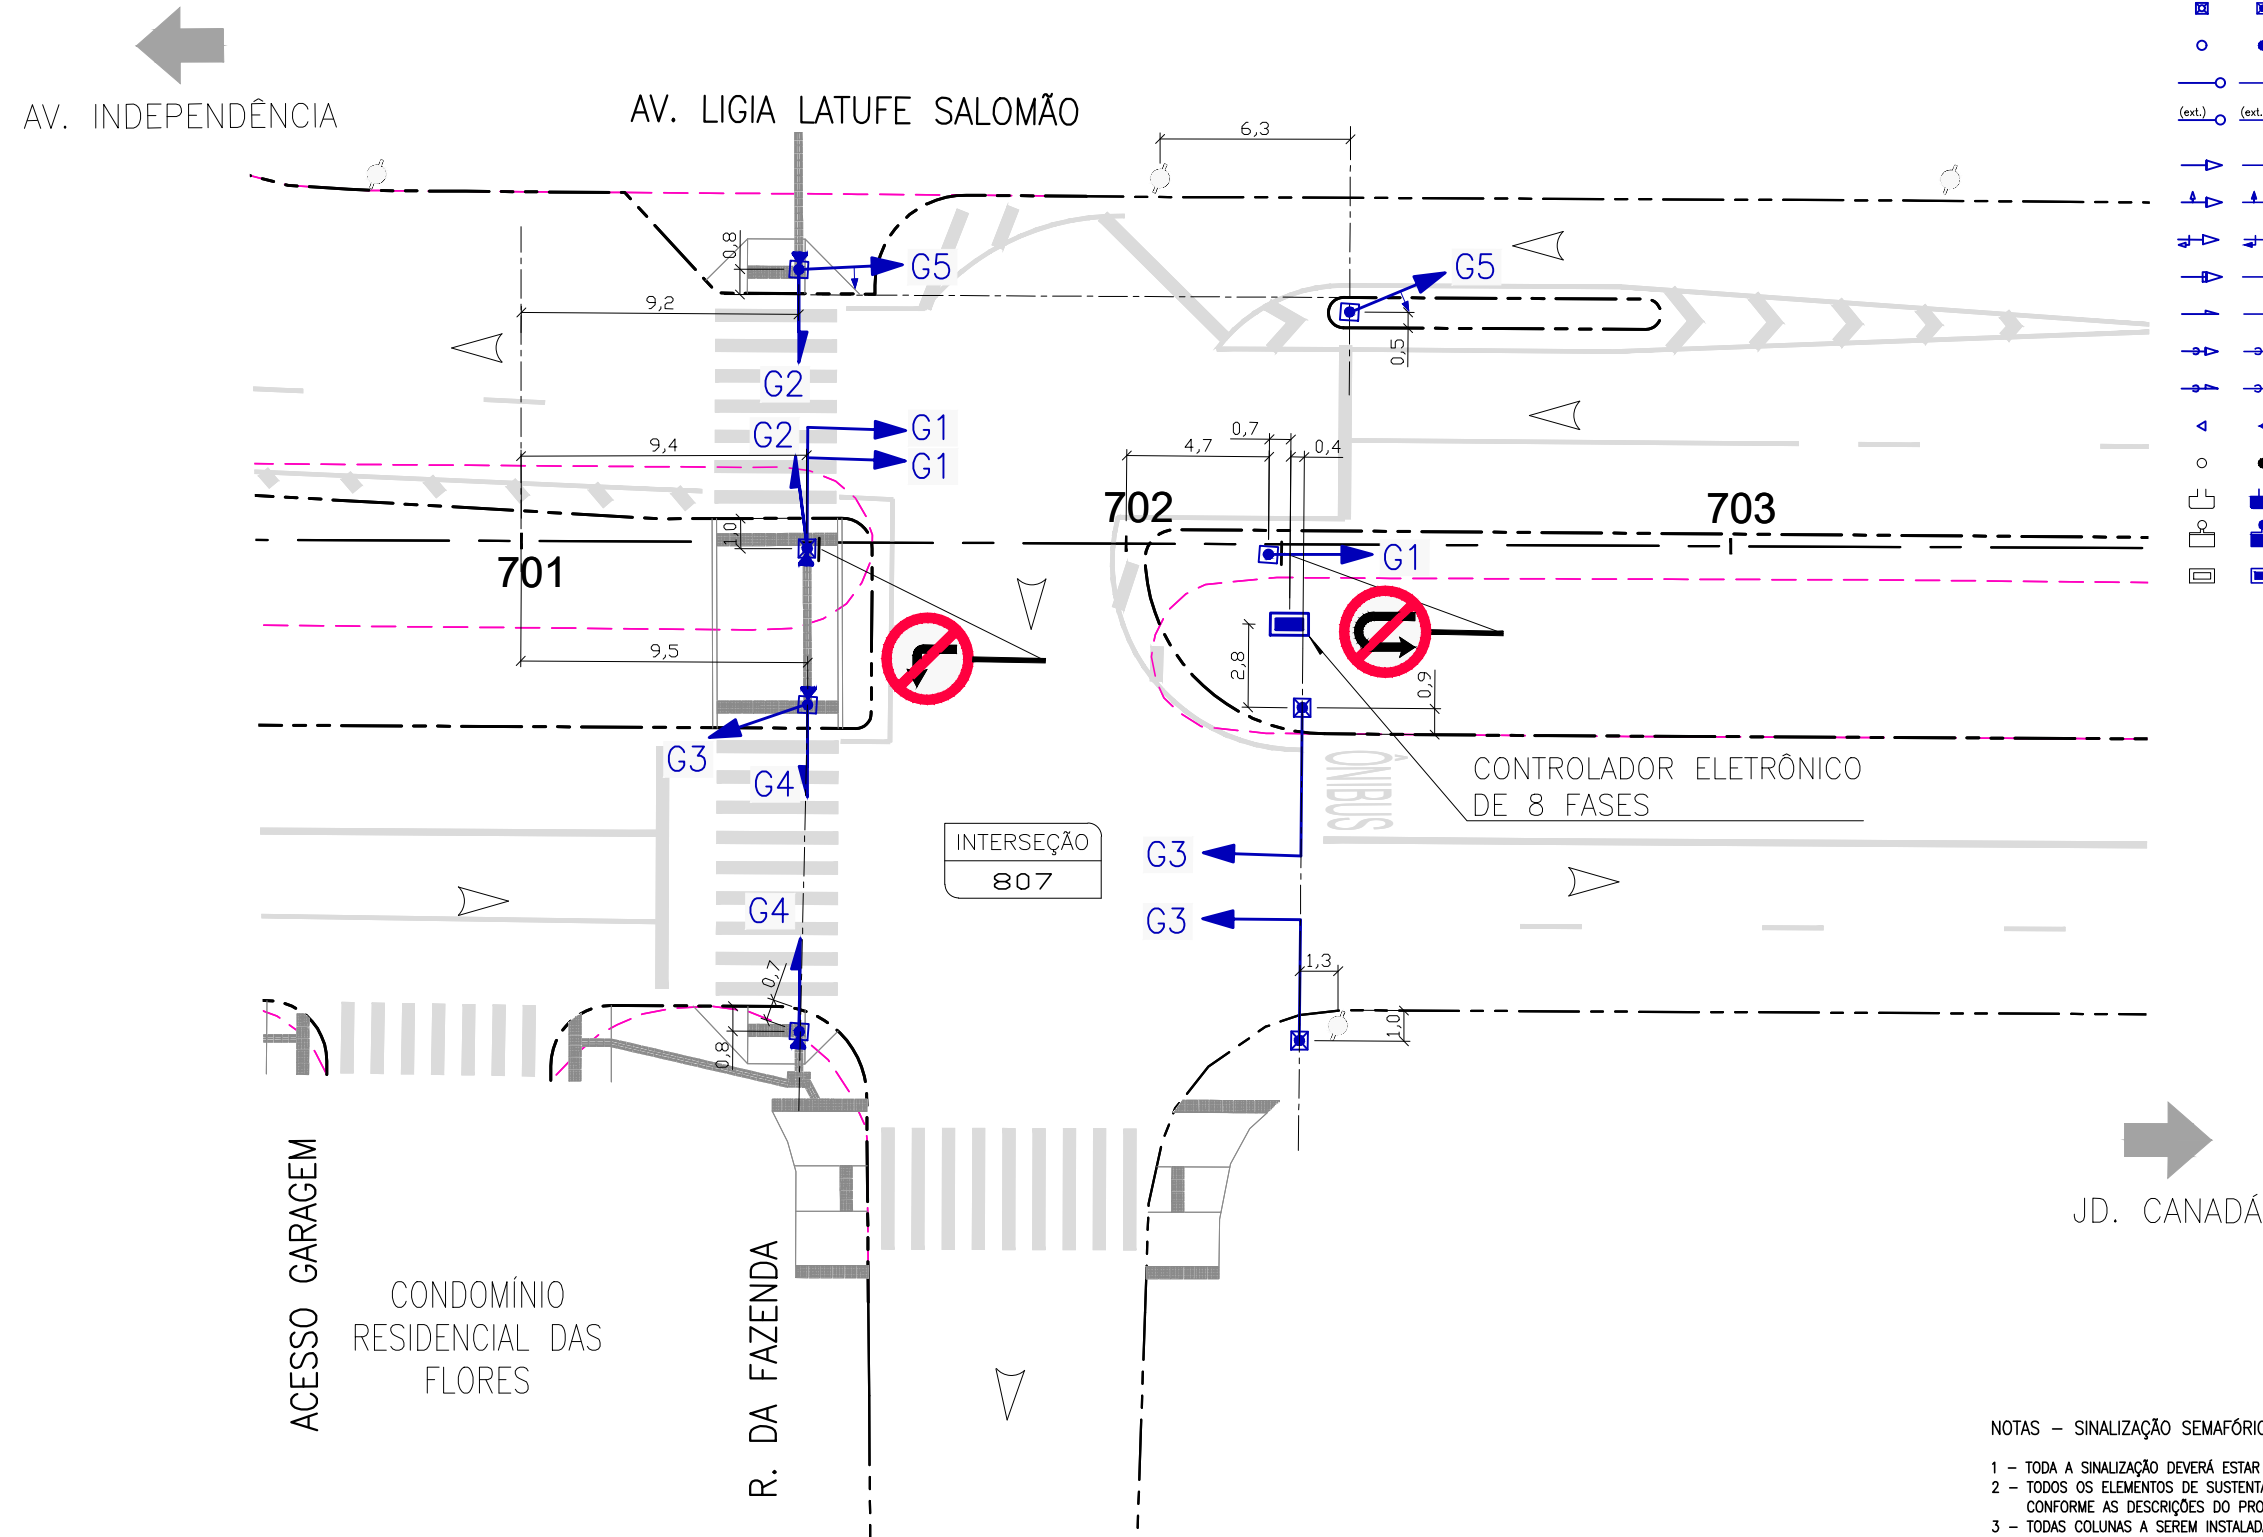 AV. INDEPENDÊNCIA
AV. LIGIA LATUFE SALOMÃO
(ext.)
(ext.
6,3
0,8
G5
G5
9,2
0,5
G2
G2
G1
G1
9,4
0,7
0,4
4,7
702
703
1,0
701
G1
9,5
2,8
0,9
G3
G4
ÔNIBUS
CONTROLADOR ELETRÔNICO
DE 8 FASES
INTERSEÇÃO
807
G3
G4
G3
0,7
1,3
0,8
1,0
JD. CANADÁ
ACESSO GARAGEM
R. DA FAZENDA
CONDOMÍNIO
RESIDENCIAL DAS
FLORES
NOTAS – SINALIZAÇÃO SEMAFÓRIC
1 – TODA A SINALIZAÇÃO DEVERÁ ESTAR
2 – TODOS OS ELEMENTOS DE SUSTENTA
CONFORME AS DESCRIÇÕES DO PRO
3 – TODAS COLUNAS A SEREM INSTALAD